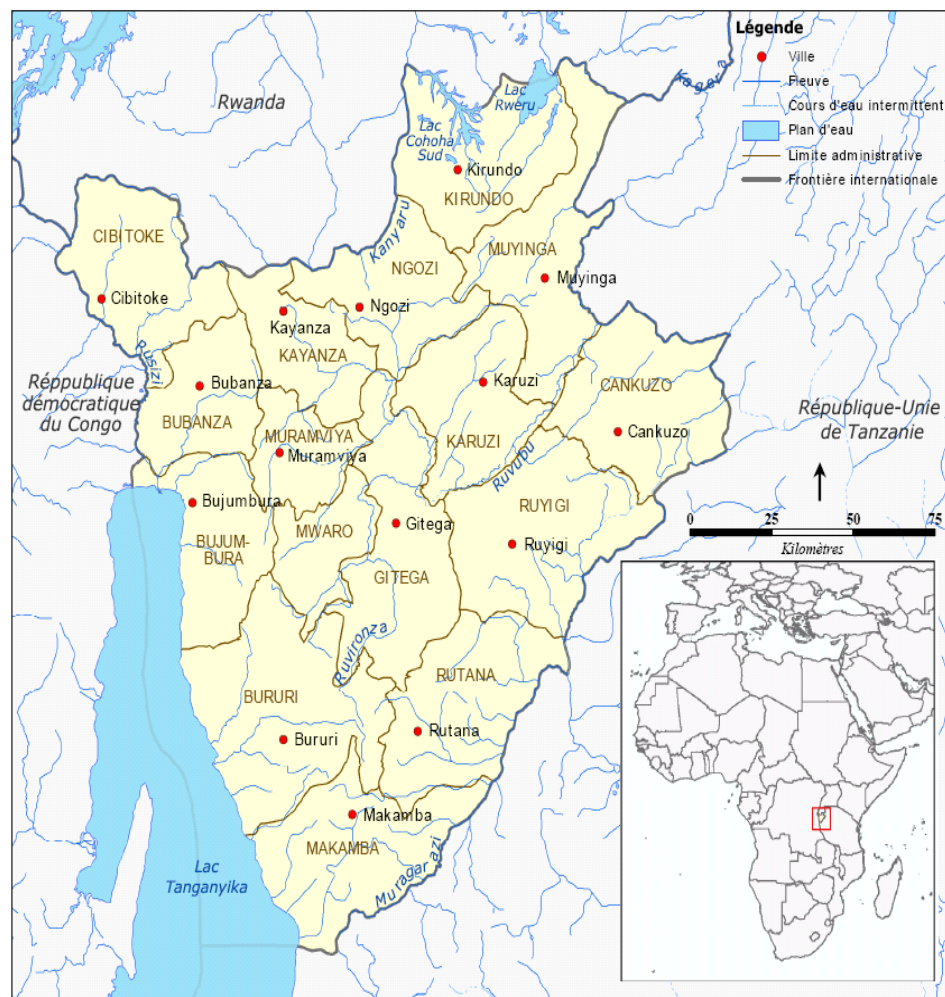 Légende
Ville
Fleuve
Cours d'eau intermittent
Plan d'eau
Limite administrative
Frontière internationale
Kagera
Rwanda
Lac
Rweru
Lac
Cohoha
Sud
Kirundo
KIRUNDO
Kanyaru
CIBITOKE
MUYINGA
NGOZI
Muyinga
Cibitoke
Ngozi
Kayanza
KAYANZA
Rusizi
Réppublique
démocratique
du Congo
Bubanza
BUBANZA
Karuzi
KARUZI
CANKUZO
Cankuzo
République-Unie
de Tanzanie
MURAMVIYA
Muramviya
Ruvubu
Bujumbura
BUJUM-
BURA
MWARO
Gitega
GITEGA
RUYIGI
Ruyigi
0 25 50 75
Kilomètres
Ruvironza
RUTANA
Rutana
BURURI
Bururi
Makamba
MAKAMBA
Muragarazi
Lac
Tanganyika